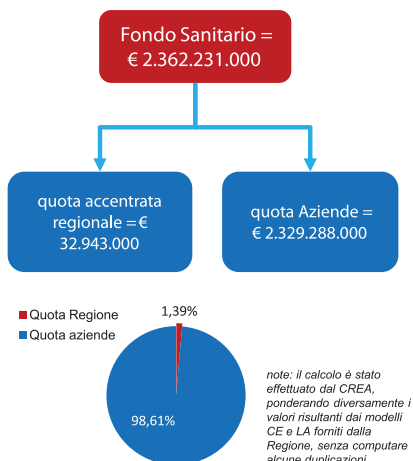 Fondo Sanitario =
€ 2.362.231.000
quota accentrata
regionale = €
32.943.000
quota Aziende =
€ 2.329.288.000
Quota Regione
Quota aziende
1,39%
98,61%
note: il calcolo è stato
effettuato dal CREA,
ponderando diversamente i
valori risultanti dai modelli
CE e LA forniti dalla
Regione, senza computare
alcune duplicazioni